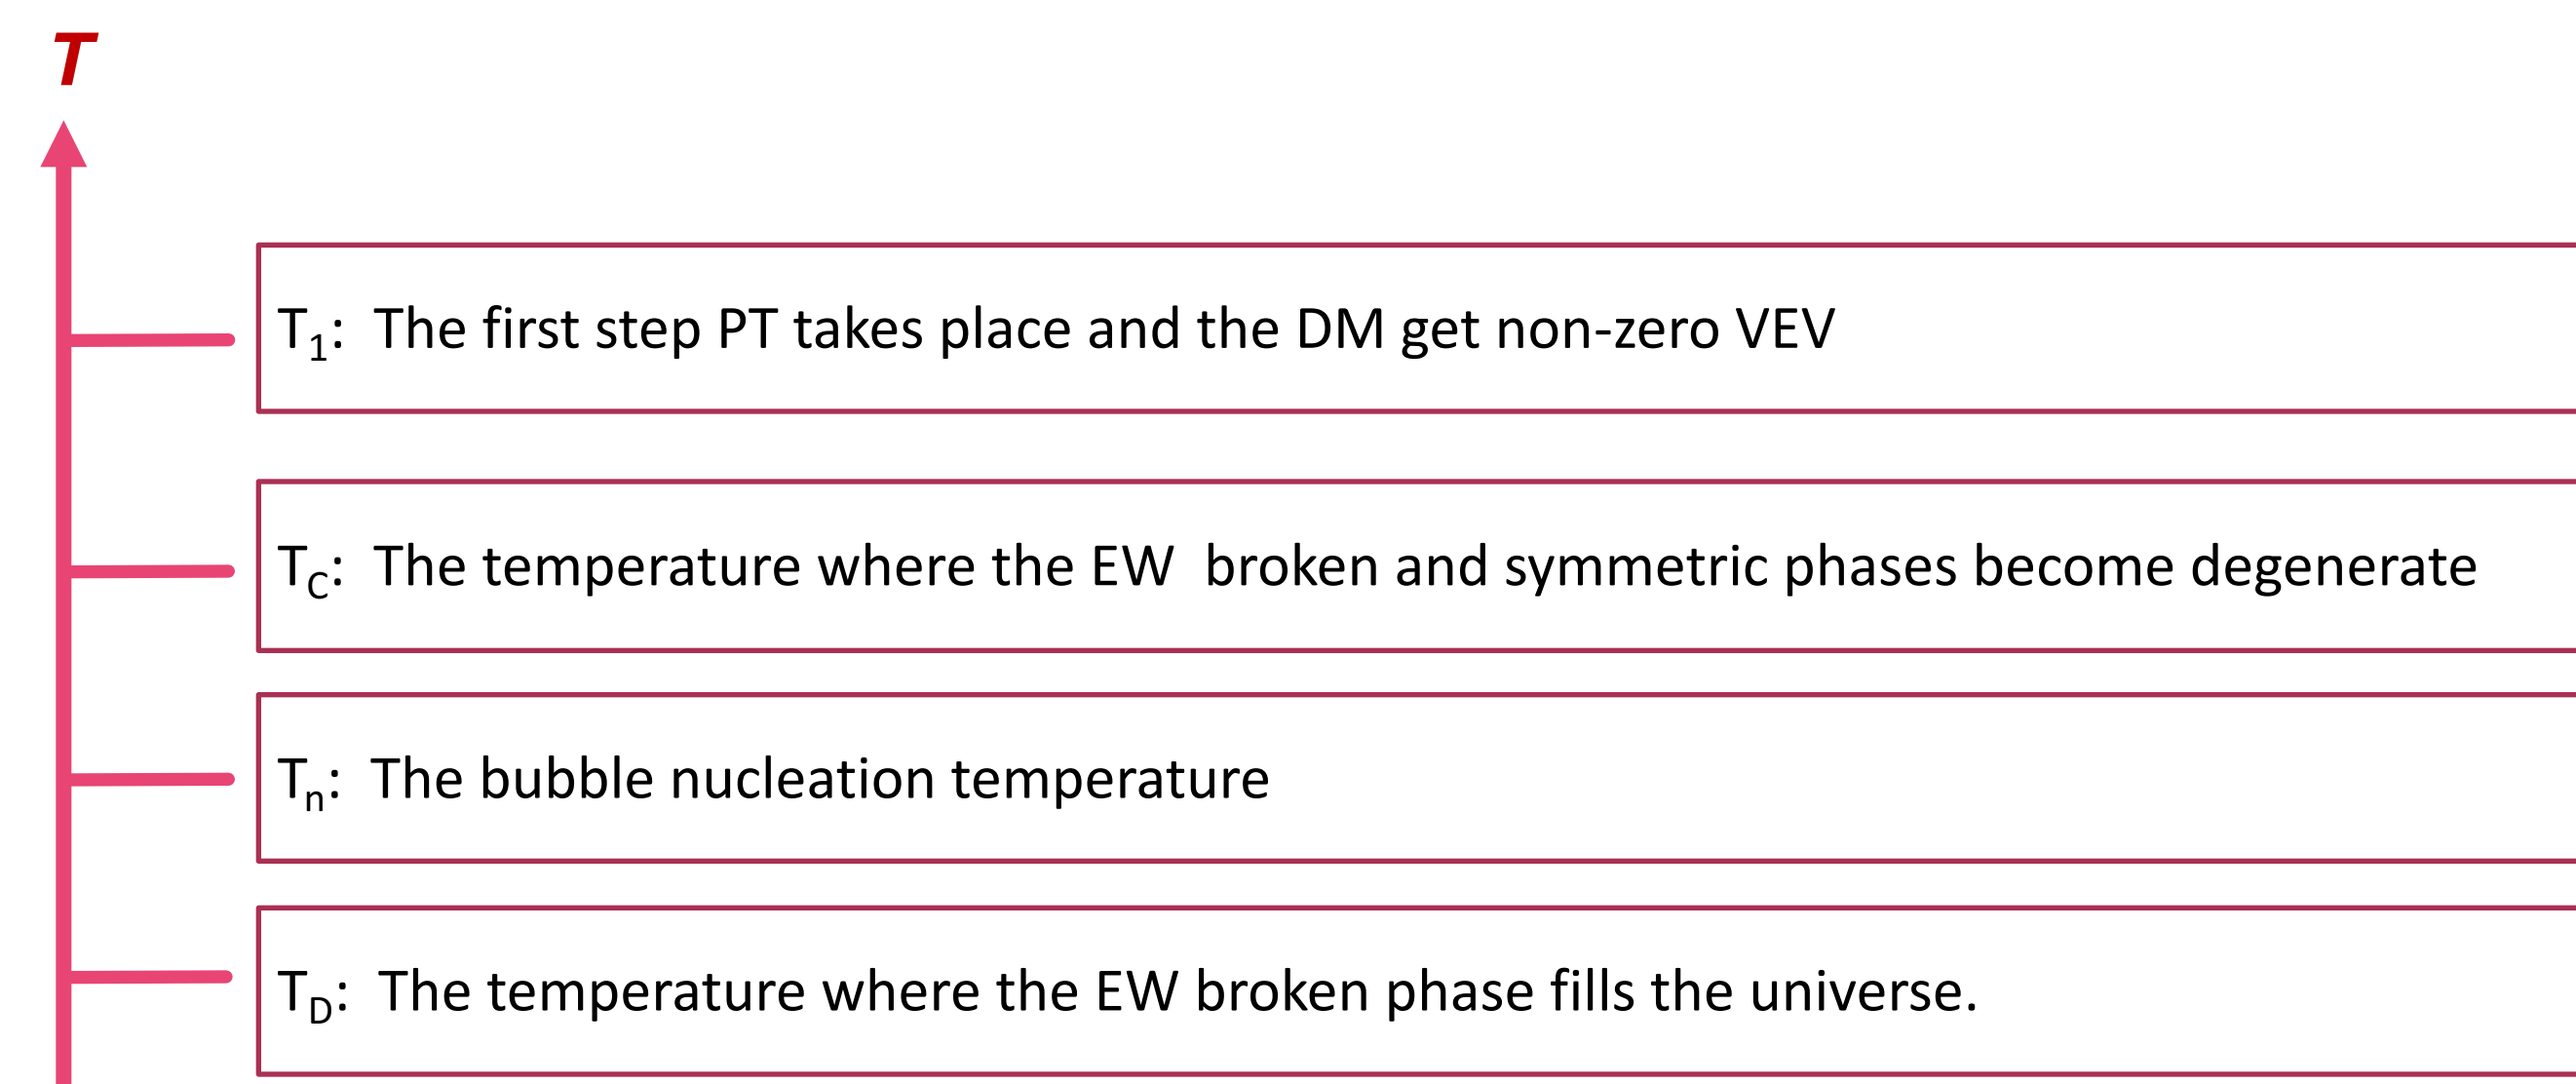 T
T₁: The first step PT takes place and the DM get non-zero VEV
T_C: The temperature where the EW broken and symmetric phases become degenerate
Tₙ: The bubble nucleation temperature
T_D: The temperature where the EW broken phase fills the universe.